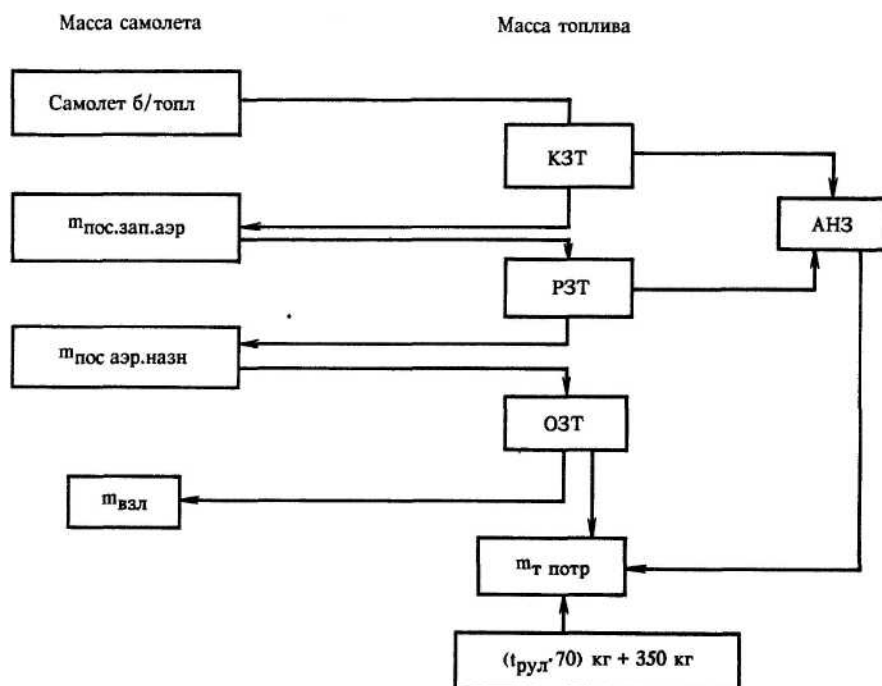 Масса самолета
Масса топлива
Самолет б/топл
КЗТ
mпос.зап.аэр
АНЗ
РЗТ
mпос аэр.назн
ОЗТ
mвзл
mт потр
(tрул·70) кг + 350 кг